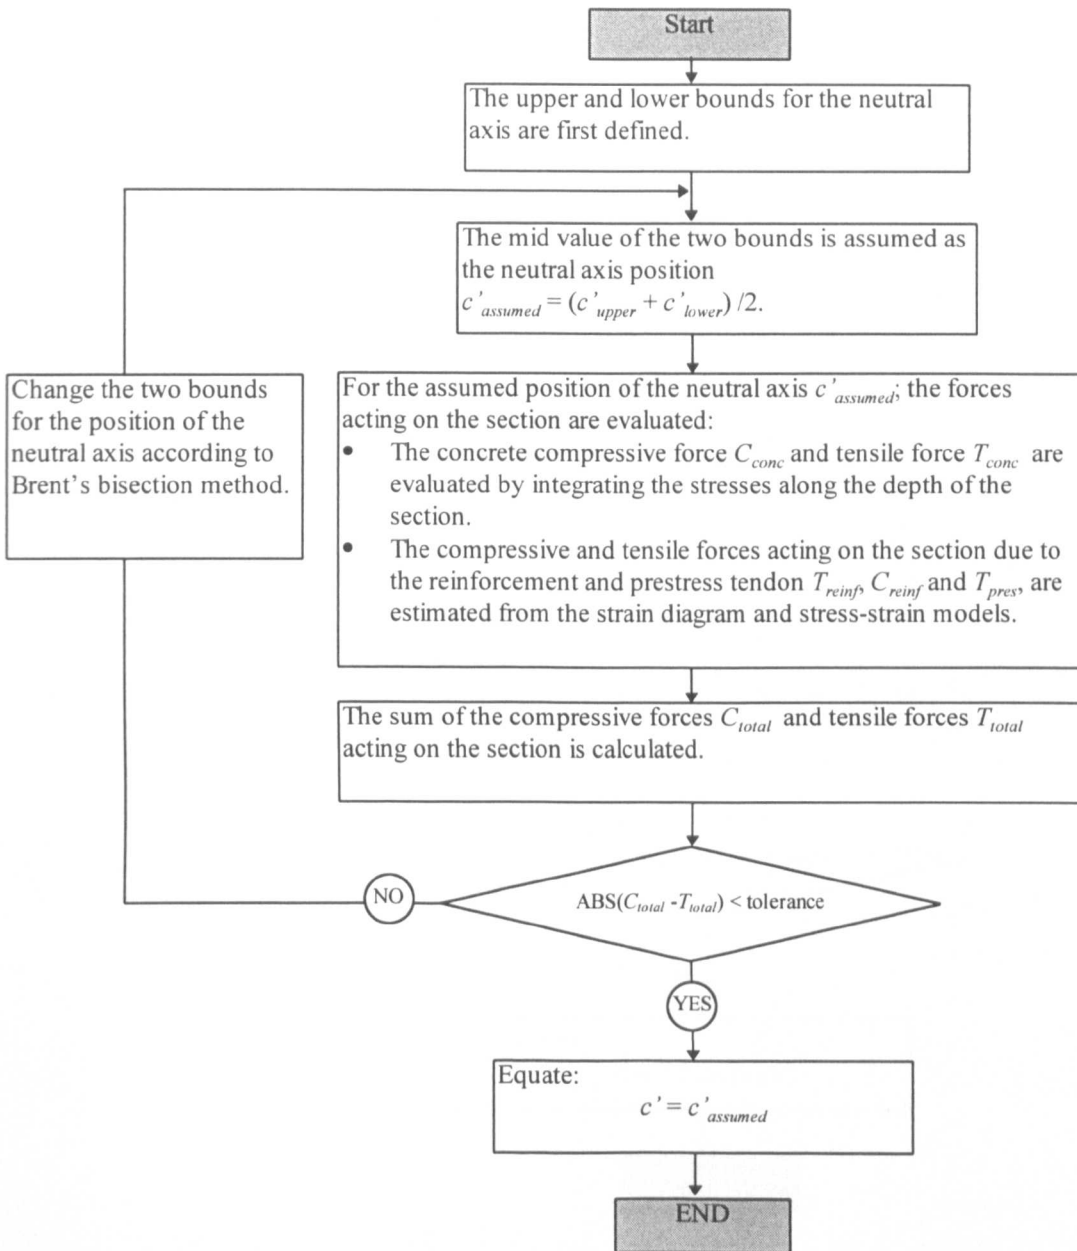 Start
The upper and lower bounds for the neutral
axis are first defined.
The mid value of the two bounds is assumed as
the neutral axis position
c'assumed = (c'upper + c'lower) /2.
Change the two bounds
for the position of the
neutral axis according to
Brent's bisection method.
For the assumed position of the neutral axis c'assumed; the forces
acting on the section are evaluated:
• The concrete compressive force Cconc and tensile force Tconc are
evaluated by integrating the stresses along the depth of the
section.
• The compressive and tensile forces acting on the section due to
the reinforcement and prestress tendon Treinf, Creinf and Tpres, are
estimated from the strain diagram and stress-strain models.
The sum of the compressive forces Ctotal and tensile forces Ttotal
acting on the section is calculated.
NO
ABS(Ctotal -Ttotal) < tolerance
YES
Equate:
c' = c'assumed
END